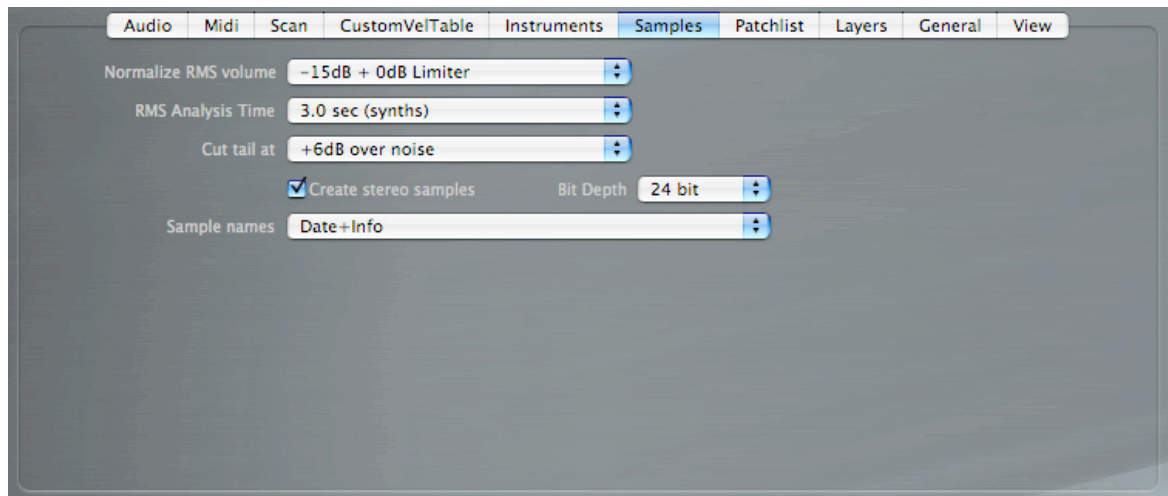 Audio Midi Scan CustomVelTable Instruments Samples Patchlist Layers General View
Normalize RMS volume -15dB + 0dB Limiter
RMS Analysis Time 3.0 sec (synths)
Cut tail at +6dB over noise
Create stereo samples Bit Depth 24 bit
Sample names Date+Info